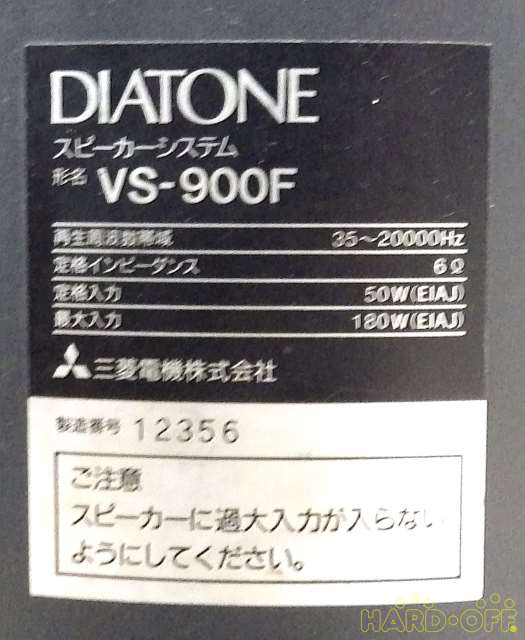 DIATONE
スピーカーシステム
形名 VS-900F
再生周波数帯域 35～20000Hz
定格インピーダンス 6Ω
定格入力 50W(EIAJ)
最大入力 180W(EIAJ)
三菱電機株式会社
製造番号 12356
ご注意
スピーカーに過大入力が入らない
ようにしてください。
HARD-OFF